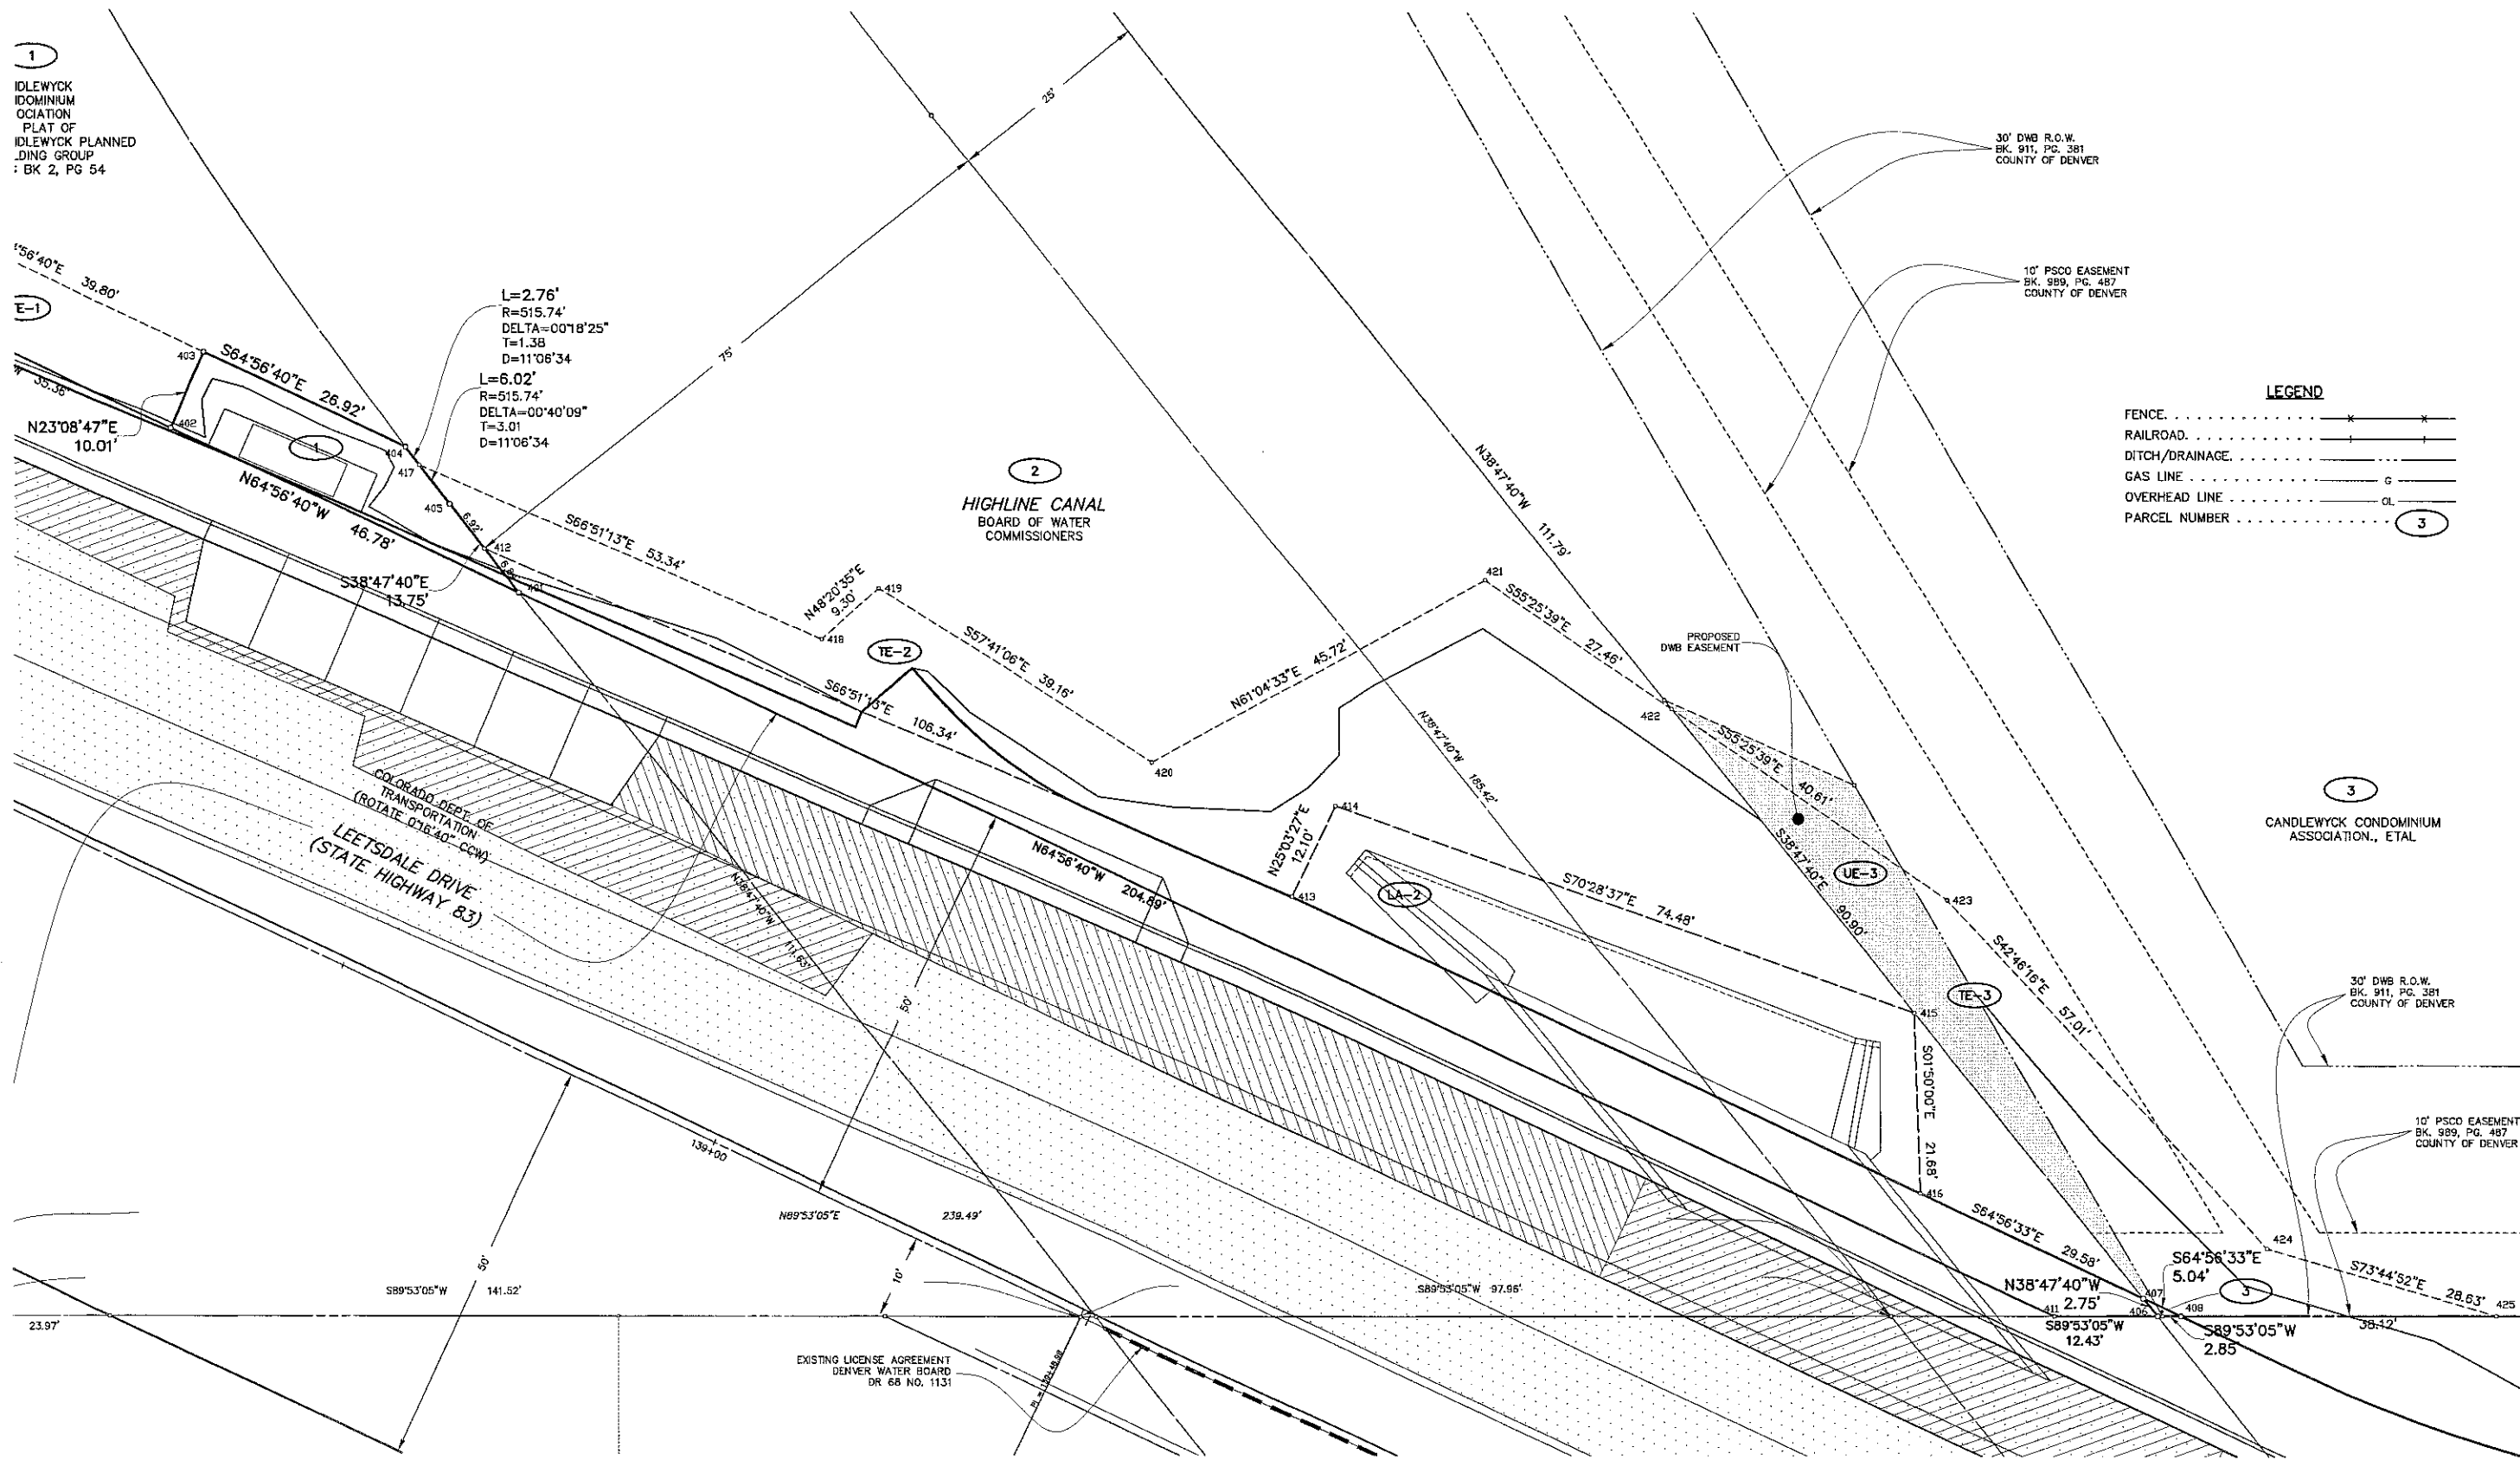 1
IDLEWYCK
IDOMINIUM
OCIATION
PLAT OF
IDLEWYCK PLANNED
DING GROUP
: BK 2, PG 54
56'40"E 39.80'
E-1
35.36'
403
S64°56'40"E 26.92'
N23°08'47"E
10.01'
402
1
404
417
405
L=2.76'
R=515.74'
DELTA=00°18'25"
T=1.38
D=11°06'34
L=6.02'
R=515.74'
DELTA=00°40'09"
T=3.01
D=11°06'34
N64°56'40"W 46.78'
6.92'
412
S38°47'40"E
13.75'
401
75'
25'
S66°51'13"E 53.34'
418
N48°20'35"E
9.30'
419
TE-2
S57°41'06"E 39.16'
420
S66°51'13"E 106.34'
2
HIGHLINE CANAL
BOARD OF WATER
COMMISSIONERS
N61°04'33"E 45.72'
421
S55°25'39"E 27.46'
422
N38°47'40"W 111.79'
N38°47'40"W 185.42'
30' DWB R.O.W.
BK. 911, PG. 381
COUNTY OF DENVER
10' PSCO EASEMENT
BK. 989, PG. 487
COUNTY OF DENVER
LEGEND
FENCE
x x
RAILROAD
DITCH/DRAINAGE
GAS LINE
G
OVERHEAD LINE
OL
PARCEL NUMBER
3
PROPOSED
DWB EASEMENT
S55°25'39"E 40.61'
3
CANDLEWYCK CONDOMINIUM
ASSOCIATION., ETAL
UE-3
S38°47'40"E 90.90'
423
S42°46'16"E 57.01'
TE-3
414
N25°03'27"E
12.10'
413
LA-2
S70°28'37"E 74.48'
415
S01°50'00"E 21.68'
416
COLORADO DEPT. OF
TRANSPORTATION
(ROTATE 0°16'40" CCW)
LEETSDALE DRIVE
(STATE HIGHWAY 83)
N38°47'40"W 111.63'
N64°56'40"W 204.89'
50'
30' DWB R.O.W.
BK. 911, PG. 381
COUNTY OF DENVER
10' PSCO EASEMENT
BK. 989, PG. 487
COUNTY OF DENVER
139+00
N89°53'05"E 239.49'
50'
10'
S89°53'05"W 141.52'
S89°53'05"W 97.96'
23.97'
S64°56'33"E 29.58'
424
S64°56'33"E
5.04'
S73°44'52"E 28.63'
425
N38°47'40"W
2.75'
407
3
411
406
408
S89°53'05"W
12.43'
S89°53'05"W
2.85
38.12'
EXISTING LICENSE AGREEMENT
DENVER WATER BOARD
DR 68 NO. 1131